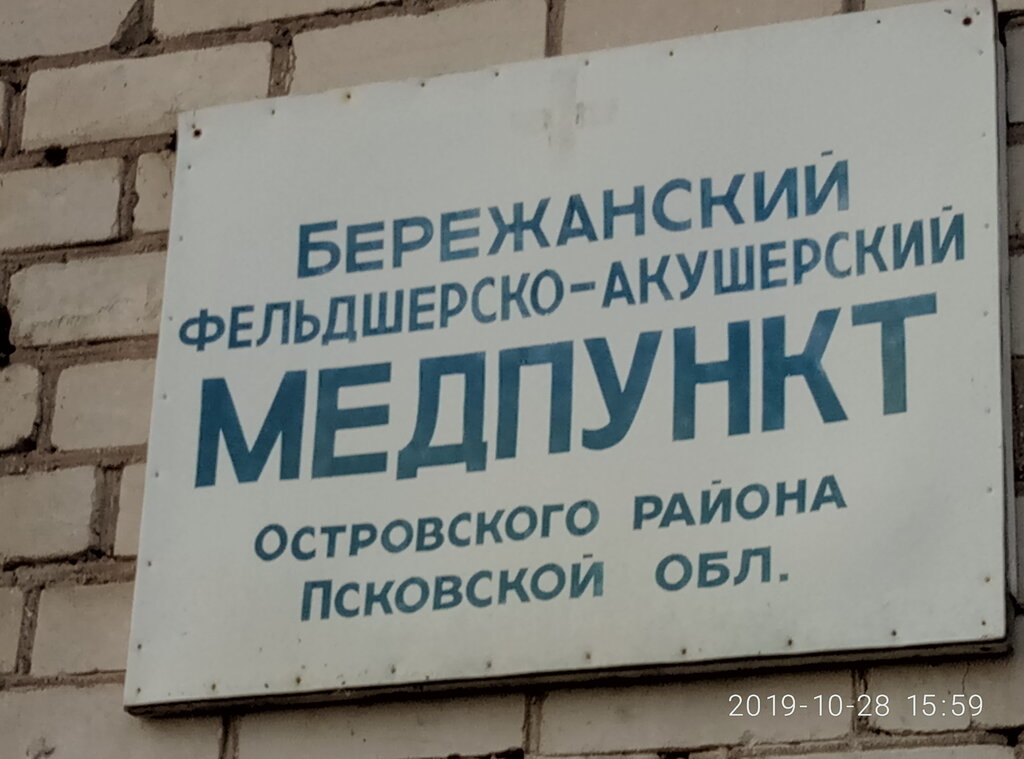 БЕРЕЖАНСКИЙ
ФЕЛЬДШЕРСКО-АКУШЕРСКИЙ
МЕДПУНКТ
ОСТРОВСКОГО РАЙОНА
ПСКОВСКОЙ ОБЛ.
2019-10-28 15:59